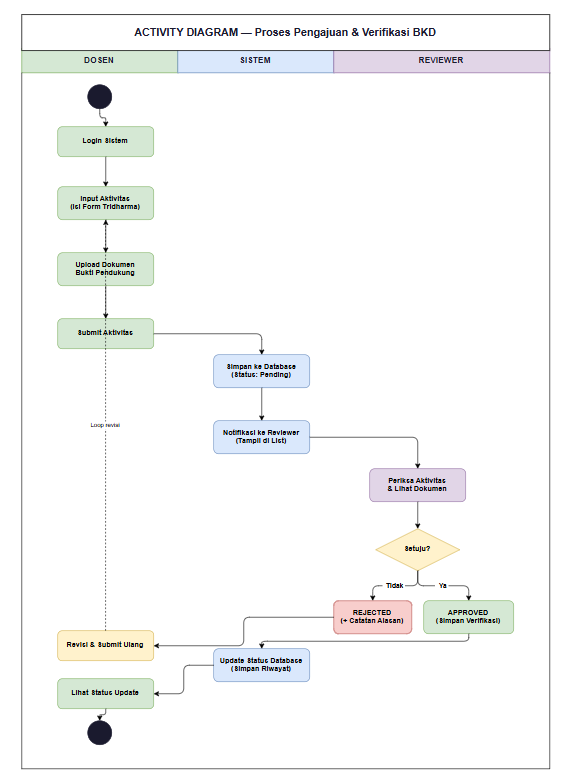 ACTIVITY DIAGRAM — Proses Pengajuan & Verifikasi BKD
DOSEN
SISTEM
REVIEWER
Login Sistem
Input Aktivitas
(Isi Form Tridharma)
Upload Dokumen
Bukti Pendukung
Submit Aktivitas
Simpan ke Database
(Status: Pending)
Loop revisi
Notifikasi ke Reviewer
(Tampil di List)
Periksa Aktivitas
& Lihat Dokumen
Setuju?
Tidak
Ya
REJECTED
(+ Catatan Alasan)
APPROVED
(Simpan Verifikasi)
Revisi & Submit Ulang
Update Status Database
(Simpan Riwayat)
Lihat Status Update